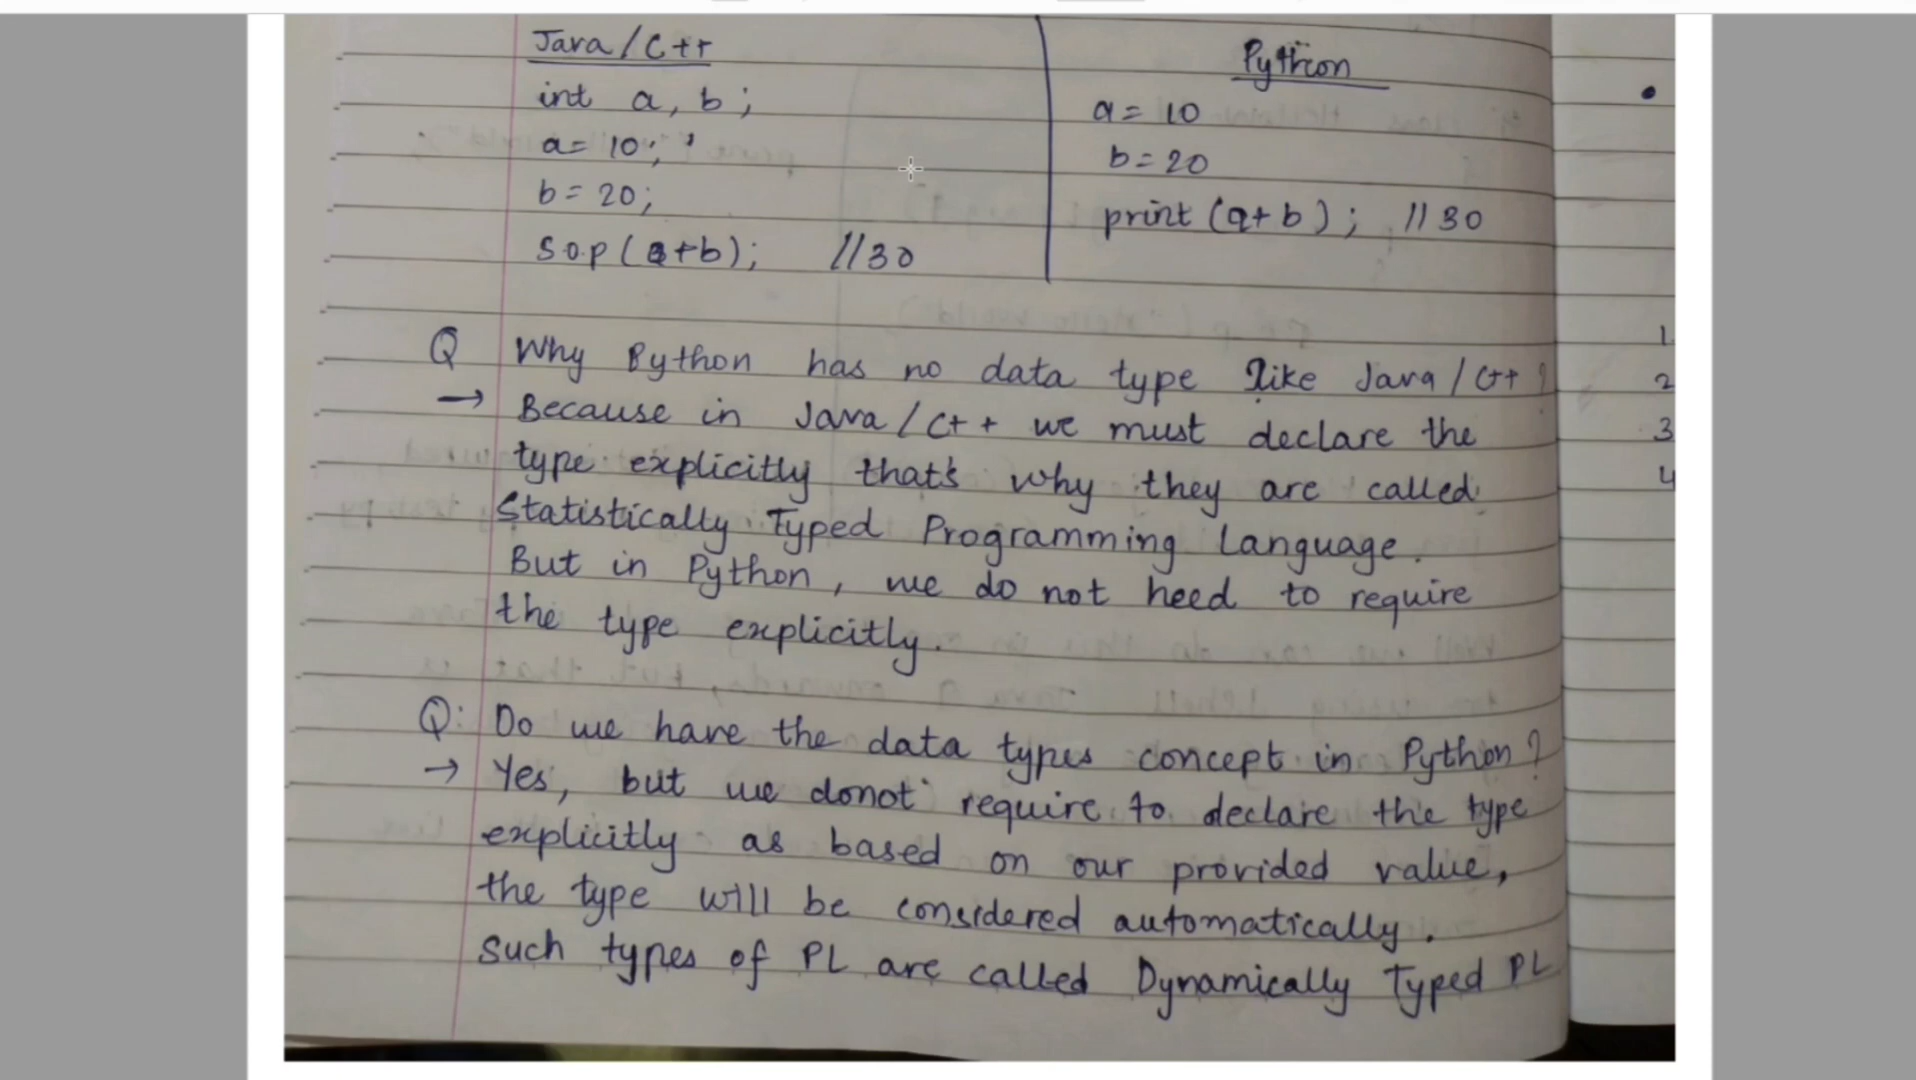 Java/C++
int a, b;
a= 10;
b= 20;
S.o.p (a+b); //30
Python
a= 10
b= 20
print (a+b); //30
Q Why Python has no data type like Java/C++?
→ Because in Java/C++ we must declare the
type explicitly that's why they are called
Statistically Typed Programming Language.
But in Python, we do not need to require
the type explicitly.
Q: Do we have the data types concept in Python?
→ Yes, but we donot require to declare the type
explicitly as based on our provided value,
the type will be considered automatically.
Such types of PL are called Dynamically Typed PL
1.
2
3
4